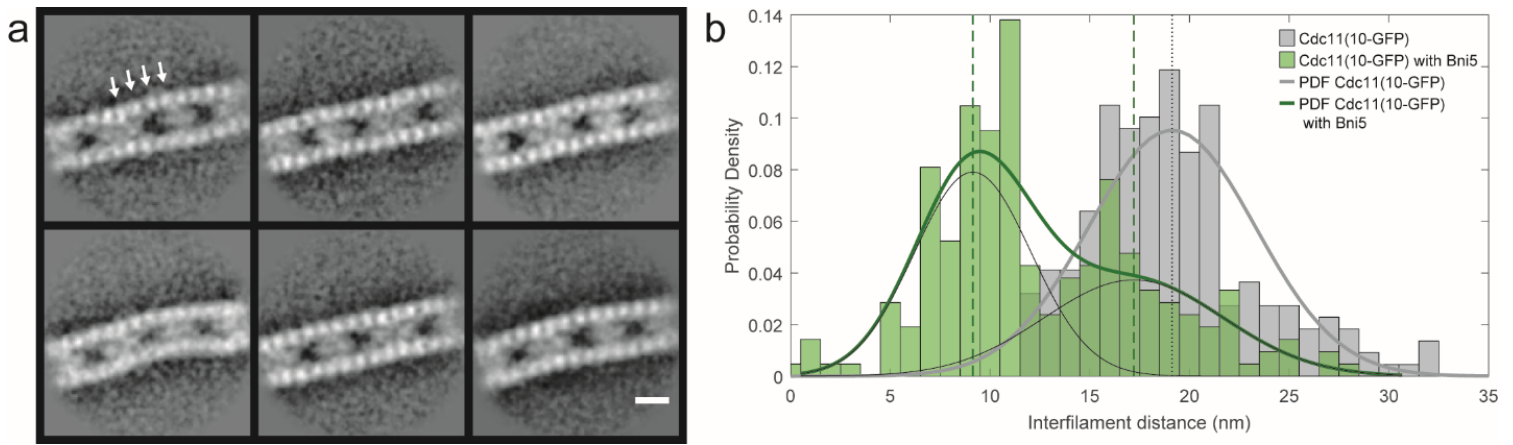 a
b
0.14
0.12
0.1
0.08
0.06
0.04
0.02
0
Probability Density
Cdc11(10-GFP)
Cdc11(10-GFP) with Bni5
PDF Cdc11(10-GFP)
PDF Cdc11(10-GFP)
with Bni5
0 5 10 15 20 25 30 35
Interfilament distance (nm)